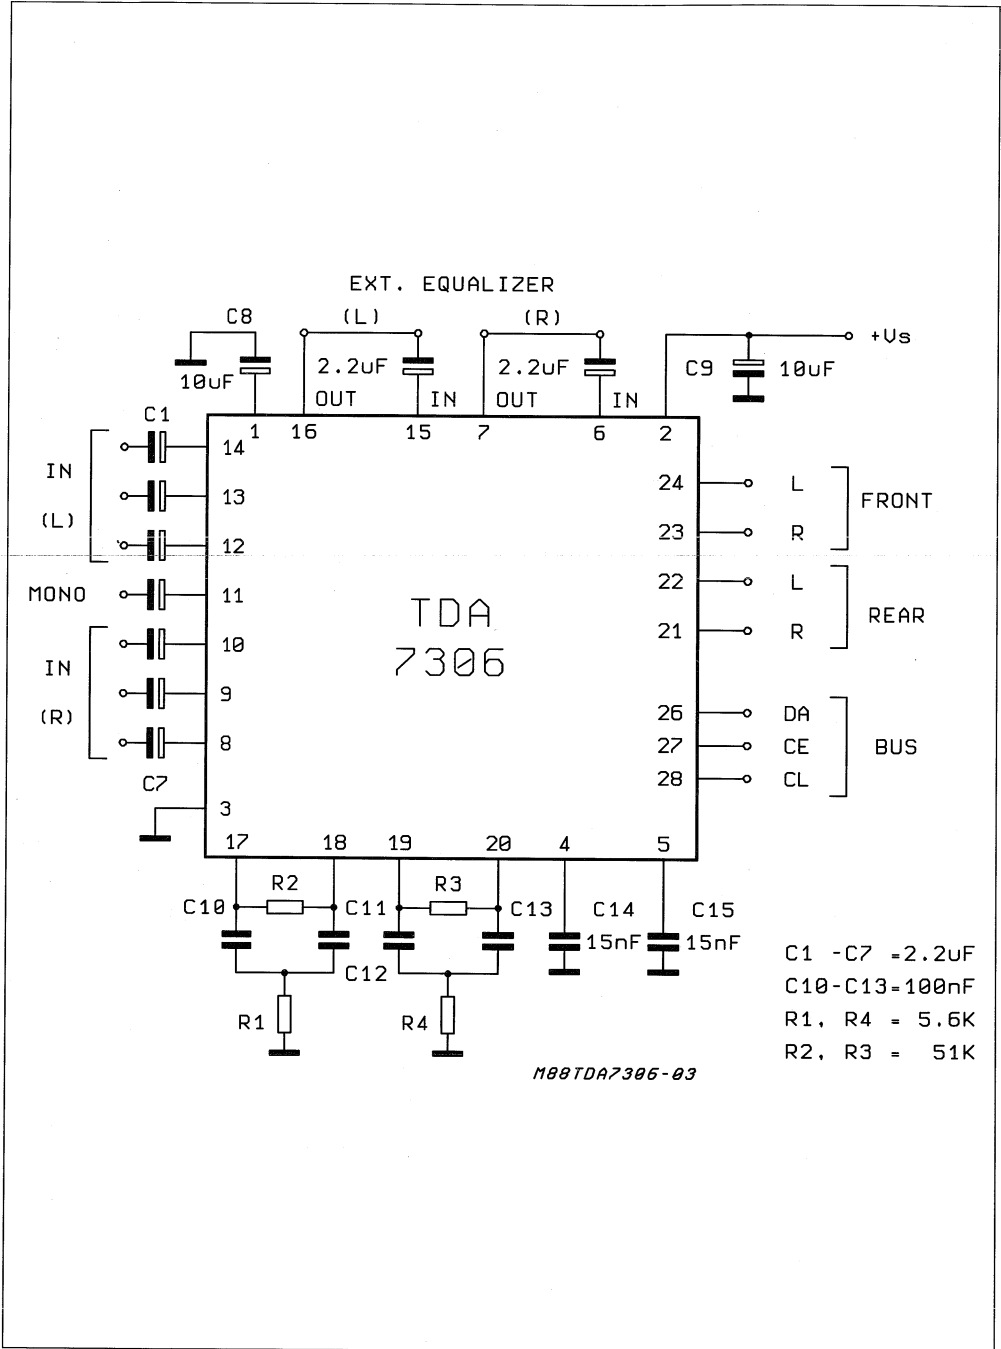 EXT. EQUALIZER
C8 (L) (R)
+Vs
10uF 2.2uF 2.2uF C9 10uF
OUT IN OUT IN
C1
1 16 15 7 6 2
14
IN
13
(L)
12
MONO 11
10
IN
9
(R)
8
C7
3
24 L
FRONT
23 R
22 L
REAR
21 R
TDA
7306
26 DA
27 CE BUS
28 CL
17 18 19 20 4 5
R2 R3
C10 C11 C13 C14 C15
15nF 15nF
C12
R1 R4
C1 -C7 =2.2uF
C10-C13=100nF
R1, R4 = 5.6K
R2, R3 = 51K
M88TDA7306-03